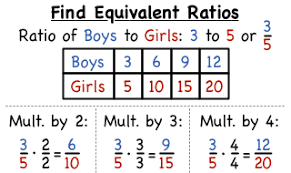 Find Equivalent Ratios
Ratio of Boys to Girls: 3 to 5 or 3/5
Boys 3 6 9 12
Girls 5 10 15 20
Mult. by 2: Mult. by 3: Mult. by 4:
3/5 · 2/2 = 6/10 3/5 · 3/3 = 9/15 3/5 · 4/4 = 12/20